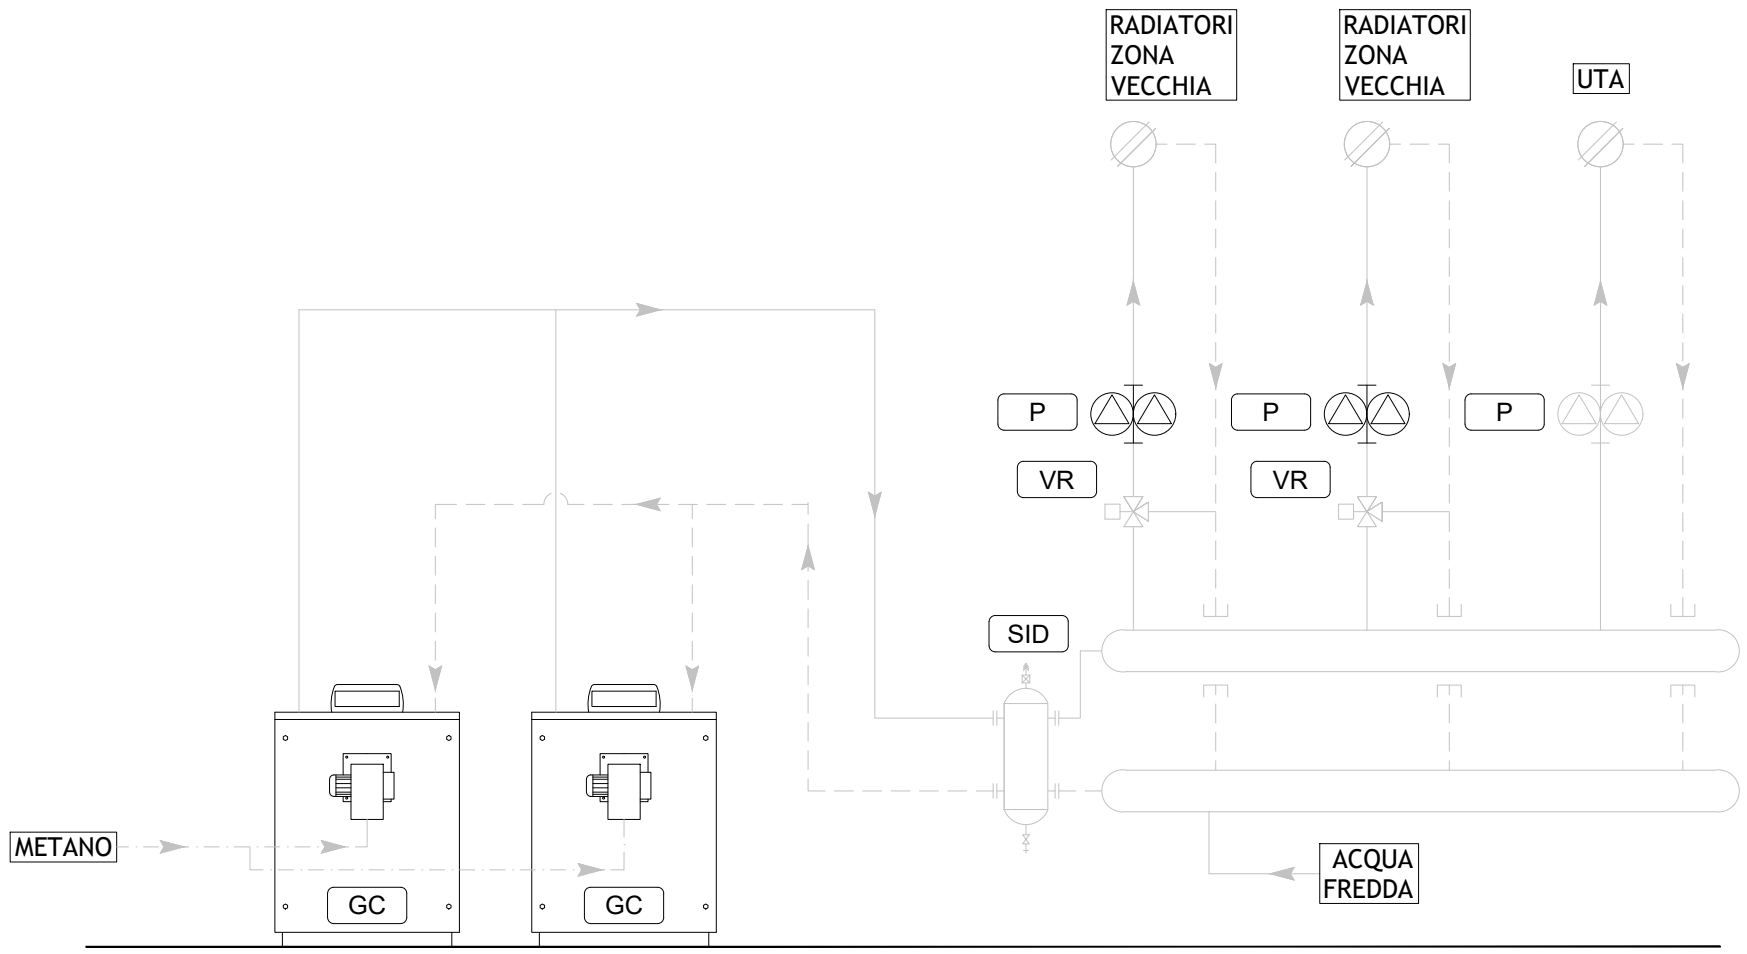 RADIATORI
ZONA
VECCHIA
RADIATORI
ZONA
VECCHIA
UTA
P
P
P
VR
VR
SID
METANO
ACQUA
FREDDA
GC
GC